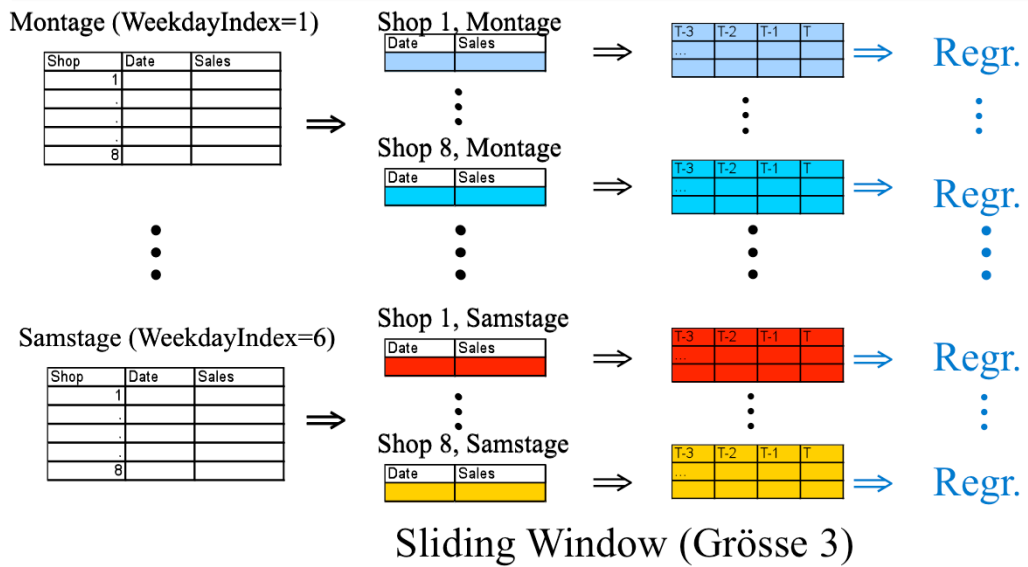 Montage (WeekdayIndex=1)
Shop Date Sales
1
.
.
.
8
Shop 1, Montage
Date Sales
T-3 T-2 T-1 T
...
Regr.
Shop 8, Montage
Date Sales
T-3 T-2 T-1 T
...
Regr.
Samstage (WeekdayIndex=6)
Shop Date Sales
1
.
.
.
8
Shop 1, Samstage
Date Sales
T-3 T-2 T-1 T
...
Regr.
Shop 8, Samstage
Date Sales
T-3 T-2 T-1 T
...
Regr.
Sliding Window (Grösse 3)